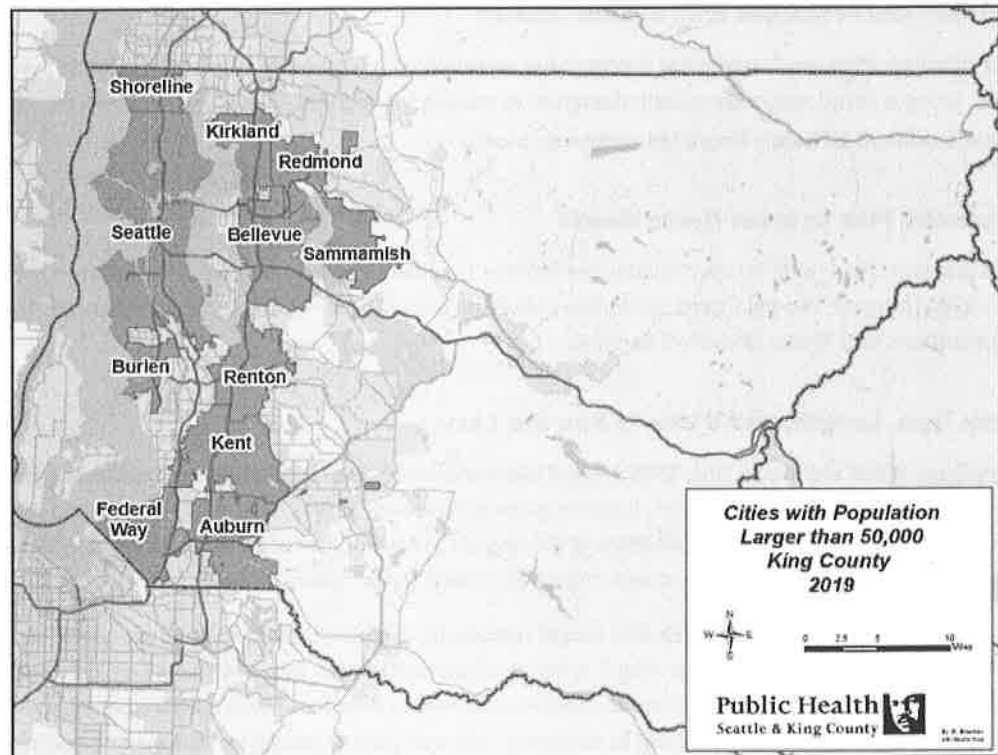 Shoreline
Kirkland
Redmond
Seattle
Bellevue
Sammamish
Burien
Renton
Kent
Federal
Way
Auburn
Cities with Population
Larger than 50,000
King County
2019
N
W E
S
0 2.5 5 10
Miles
Public Health
Seattle & King County